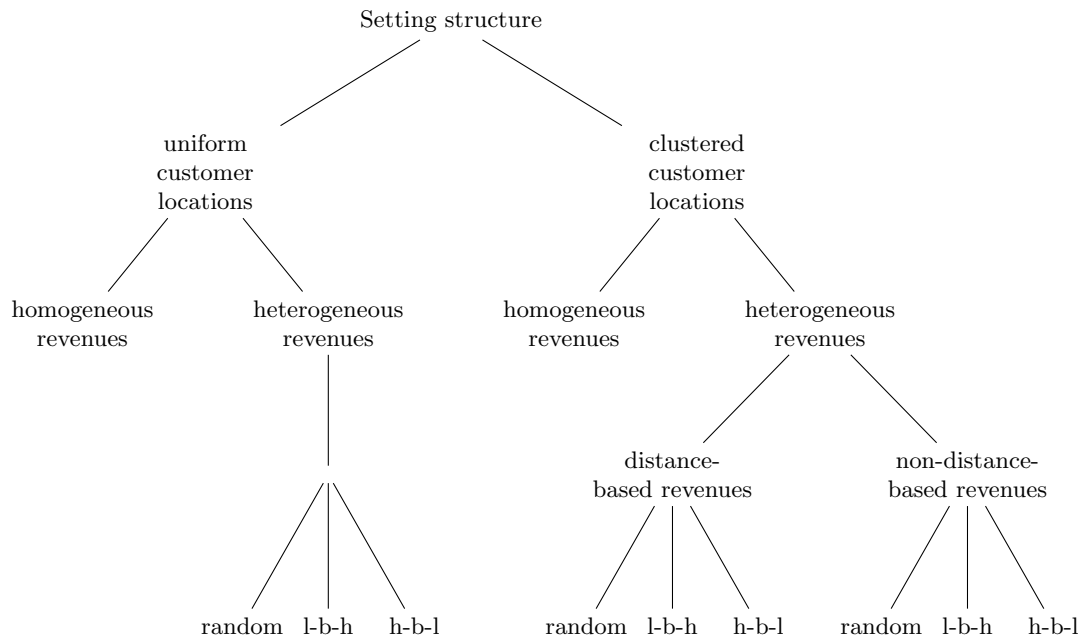 Setting structure
uniform
customer
locations
clustered
customer
locations
homogeneous
revenues
heterogeneous
revenues
homogeneous
revenues
heterogeneous
revenues
distance-
based revenues
non-distance-
based revenues
random l-b-h h-b-l
random l-b-h h-b-l
random l-b-h h-b-l